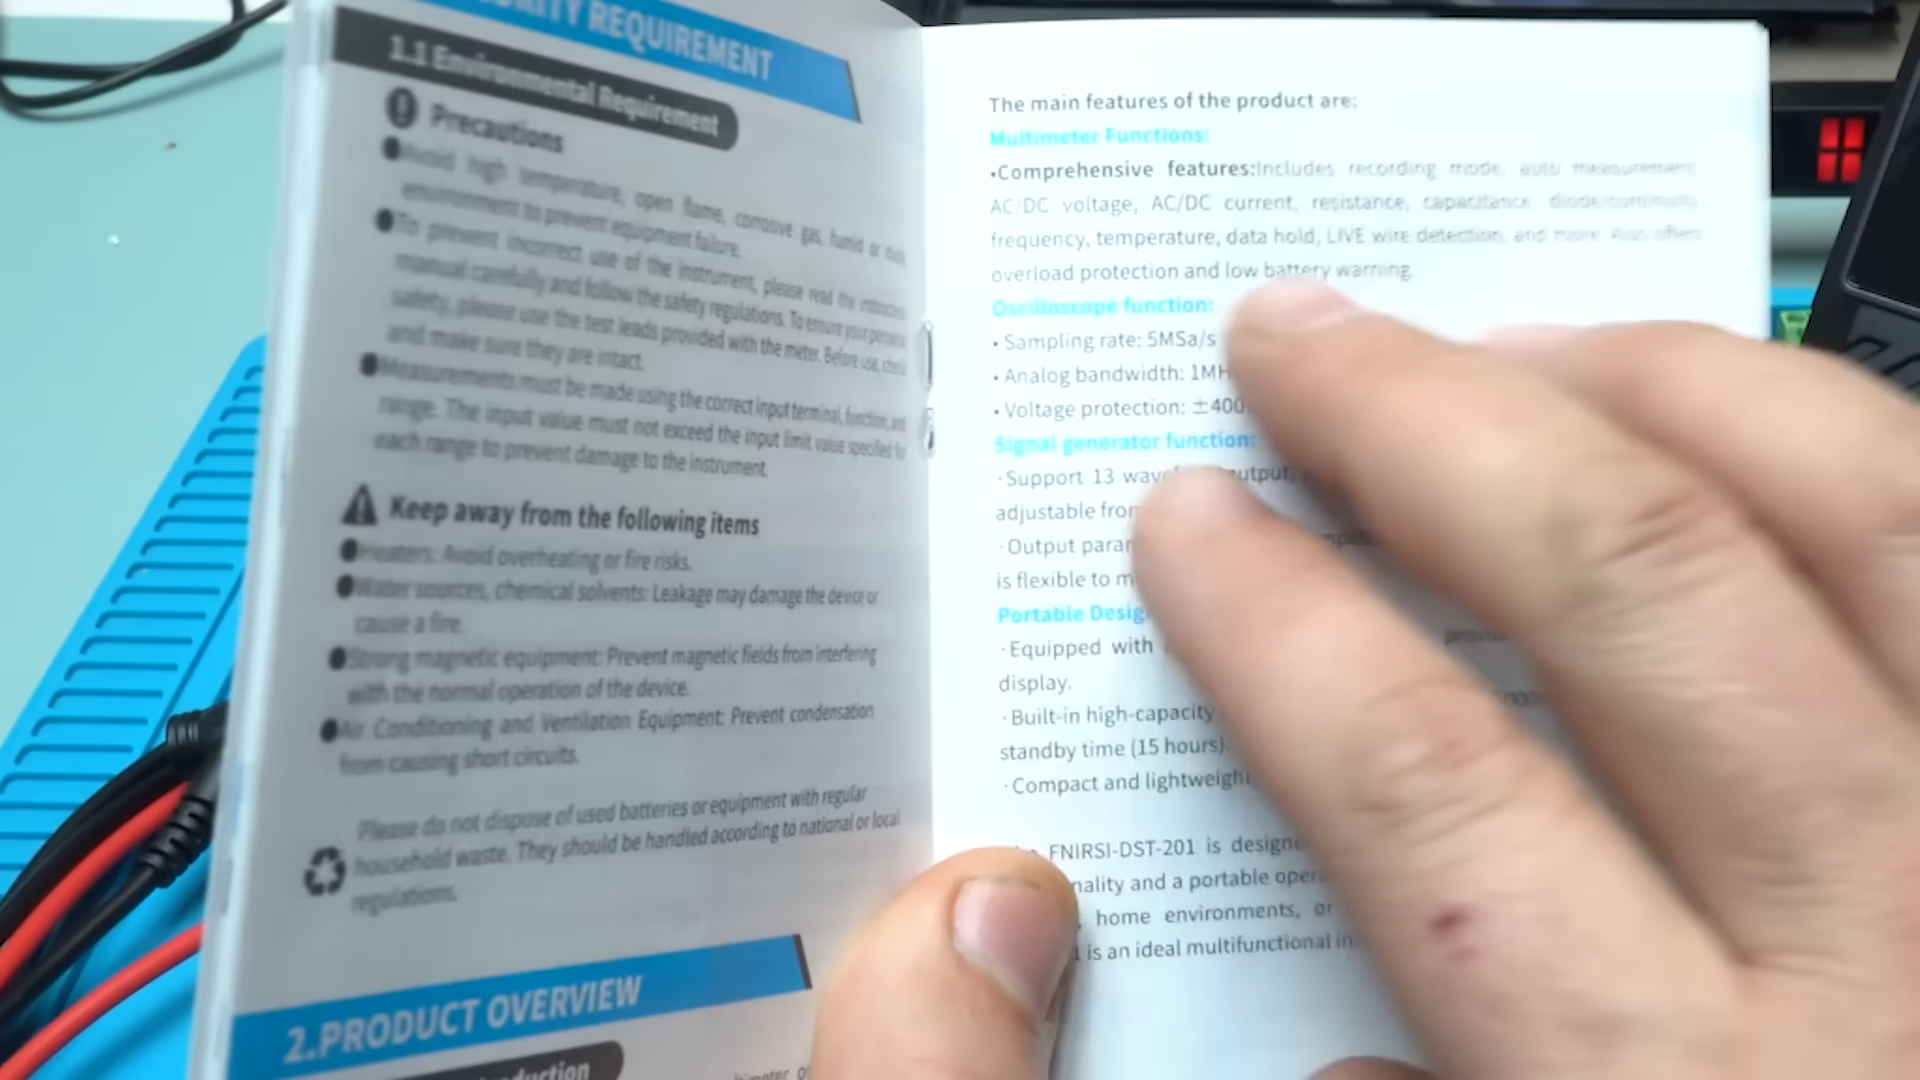 REQUIREMENT
1.1 Environmental Requirement
Precautions
Avoid high temperature, open flame, corrosive gas, humid or
environment to prevent equipment failure.
To prevent incorrect use of the instrument, please read the
manual carefully and follow the safety regulations. To ensure your personal
safety, please use the test leads provided with the meter. Before use, check
and make sure they are intact.
Measurements must be made using the correct input terminal, function, and
range. The input value must not exceed the input limit value specified for
each range to prevent damage to the instrument.
Keep away from the following items
Heaters: Avoid overheating or fire risks.
Water sources, chemical solvents: Leakage may damage the device or
cause a fire.
Strong magnetic equipment: Prevent magnetic fields from interfering
with the normal operation of the device.
Air Conditioning and Ventilation Equipment: Prevent condensation
from causing short circuits.
Please do not dispose of used batteries or equipment with regular
household waste. They should be handled according to national or local
regulations.
2.PRODUCT OVERVIEW
The main features of the product are:
Multimeter Functions:
•Comprehensive features:Includes recording mode, auto measurement
AC/DC voltage, AC/DC current, resistance, capacitance, diode/continuity,
frequency, temperature, data hold, LIVE wire detection, and more. Also offers
overload protection and low battery warning.
Oscilloscope function:
• Sampling rate: 5MSa/s
• Analog bandwidth: 1MH
• Voltage protection: ±400
Signal generator function:
·Support 13
adjustable
·Output
is flexible to
Portable
·Equipped with
display.
·Built-in high-capacity
standby time (15 hours)
·Compact and lightweight
FNIRSI-DST-201 is
and a portable
home environments, or
is an ideal multifunctional